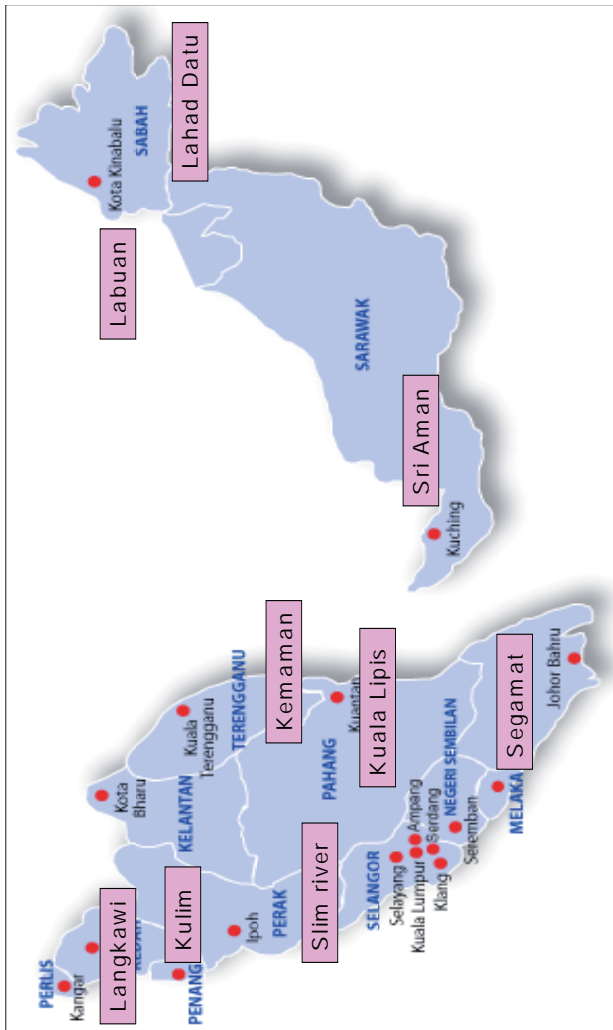 PERLIS
Kangar
Langkawi
PENANG
Kulim
Ipoh
PERAK
Slim river
Kota
Bharu
KELANTAN
Kuala
Terengganu
TERENGGANU
Kemaman
PAHANG
Kuantan
Kuala Lipis
SELANGOR
Selayang
Kuala Lumpur
Ampang
Serdang
Klang
NEGERI SEMBILAN
Seremban
MELAKA
Segamat
Johor Bahru
Labuan
Kota Kinabalu
SABAH
Lahad Datu
SARAWAK
Sri Aman
Kuching